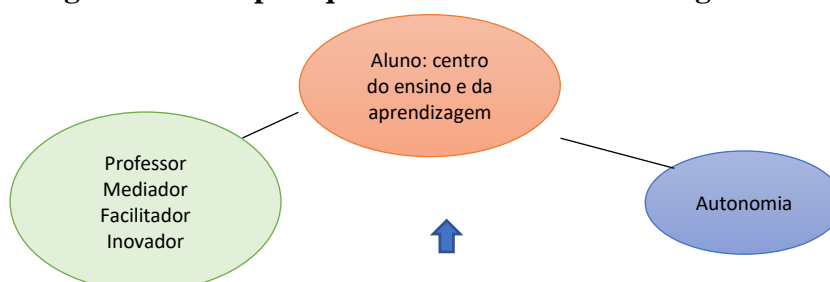 Aluno: centro
do ensino e da
aprendizagem
Professor
Mediador
Facilitador
Inovador
Autonomia